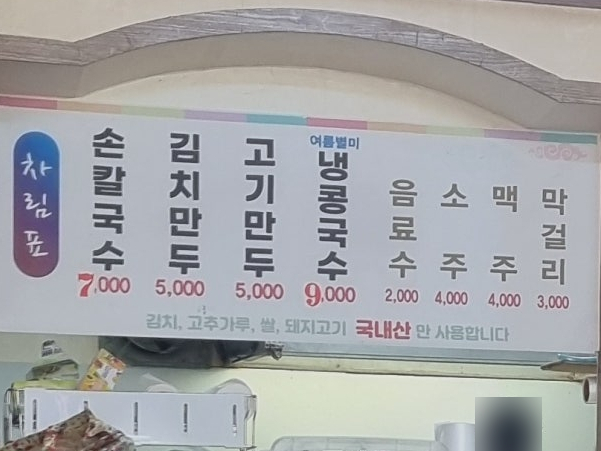 차림표
손칼국수
7,000
김치만두
5,000
고기만두
5,000
여름별미
냉콩국수
9,000
음료수
2,000
소주
4,000
맥주
4,000
막걸리
3,000
김치, 고추가루, 쌀, 돼지고기 국내산 만 사용합니다